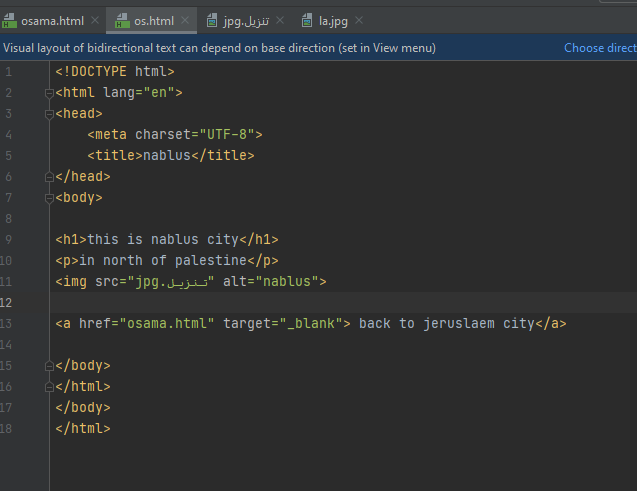 osama.html os.html تنزيل.jpg la.jpg
Visual layout of bidirectional text can depend on base direction (set in View menu) Choose direct
1 <!DOCTYPE html>
2 <html lang="en">
3 <head>
4 <meta charset="UTF-8">
5 <title>nablus</title>
6 </head>
7 <body>
8
9 <h1>this is nablus city</h1>
10 <p>in north of palestine</p>
11 <img src="تنزيل.jpg" alt="nablus">
12
13 <a href="osama.html" target="_blank"> back to jeruslaem city</a>
14
15 </body>
16 </html>
17 </body>
18 </html>